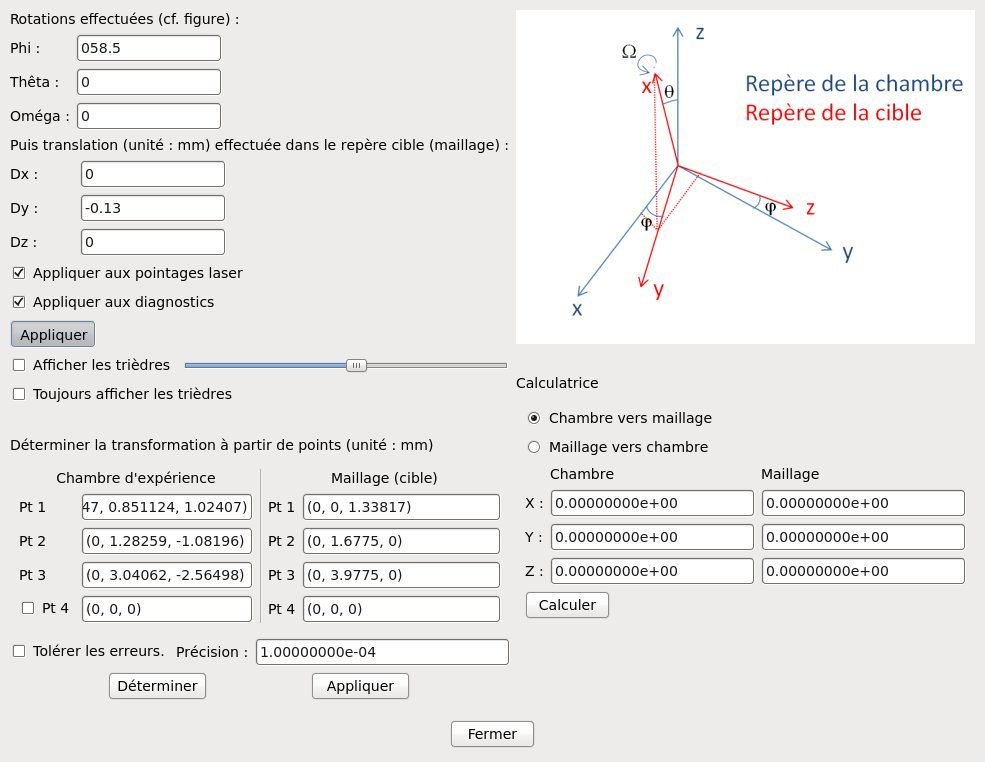 Rotations effectuées (cf. figure) :
Phi : 058.5
Thêta : 0
Oméga : 0
Puis translation (unité : mm) effectuée dans le repère cible (maillage) :
Dx : 0
Dy : -0.13
Dz : 0
Appliquer aux pointages laser
Appliquer aux diagnostics
Appliquer
Afficher les trièdres
Toujours afficher les trièdres
z
Ω
x
θ
Repère de la chambre
Repère de la cible
φ
z
φ
y
y
x
Déterminer la transformation à partir de points (unité : mm)
Chambre d'expérience Maillage (cible)
Pt 1 47, 0.851124, 1.02407) Pt 1 (0, 0, 1.33817)
Pt 2 (0, 1.28259, -1.08196) Pt 2 (0, 1.6775, 0)
Pt 3 (0, 3.04062, -2.56498) Pt 3 (0, 3.9775, 0)
Pt 4 (0, 0, 0) Pt 4 (0, 0, 0)
Tolérer les erreurs. Précision : 1.00000000e-04
Déterminer Appliquer
Calculatrice
Chambre vers maillage
Maillage vers chambre
Chambre Maillage
X : 0.00000000e+00 0.00000000e+00
Y : 0.00000000e+00 0.00000000e+00
Z : 0.00000000e+00 0.00000000e+00
Calculer
Fermer